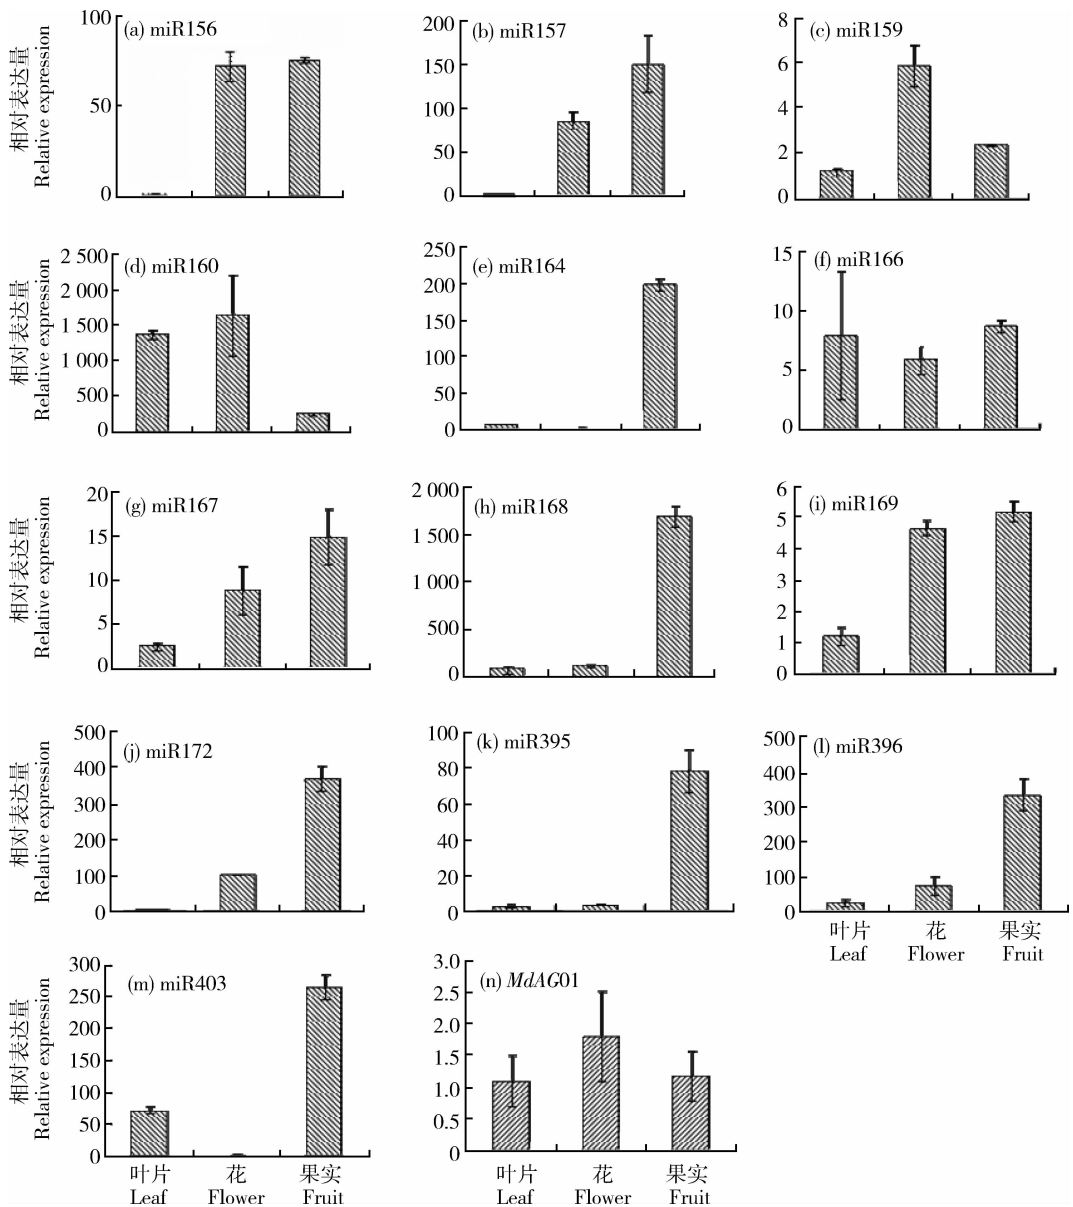 (a) miR156
100
50
0
相对表达量
Relative expression
(b) miR157
200
150
100
50
0
(c) miR159
8
6
4
2
0
(d) miR160
2 500
2 000
1 500
1 000
500
0
相对表达量
Relative expression
(e) miR164
250
200
150
100
50
0
(f) miR166
15
10
5
0
(g) miR167
20
15
10
5
0
相对表达量
Relative expression
(h) miR168
2 000
1 500
1 000
500
0
(i) miR169
6
5
4
3
2
1
0
(j) miR172
500
400
300
200
100
0
相对表达量
Relative expression
(k) miR395
100
80
60
40
20
0
(l) miR396
500
400
300
200
100
0
叶片 花 果实
Leaf Flower Fruit
(m) miR403
300
250
200
150
100
50
0
相对表达量
Relative expression
叶片 花 果实
Leaf Flower Fruit
(n) MdAG01
3.0
2.5
2.0
1.5
1.0
0.5
0
叶片 花 果实
Leaf Flower Fruit